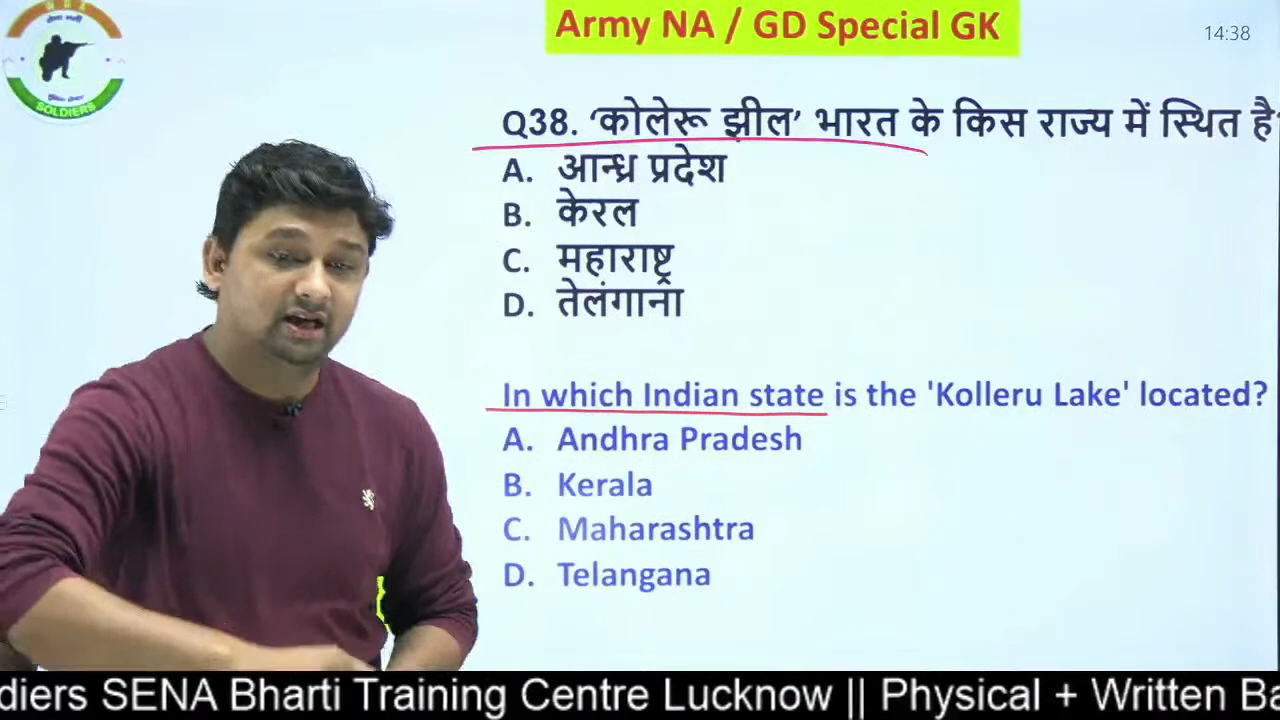 Army NA / GD Special GK
14:38
SOLDIERS
Q38. ‘कोलेरू झील’ भारत के किस राज्य में स्थित है?
A. आन्ध्र प्रदेश
B. केरल
C. महाराष्ट्र
D. तेलंगाना
In which Indian state is the 'Kolleru Lake' located?
A. Andhra Pradesh
B. Kerala
C. Maharashtra
D. Telangana
diers SENA Bharti Training Centre Lucknow || Physical + Written Ba